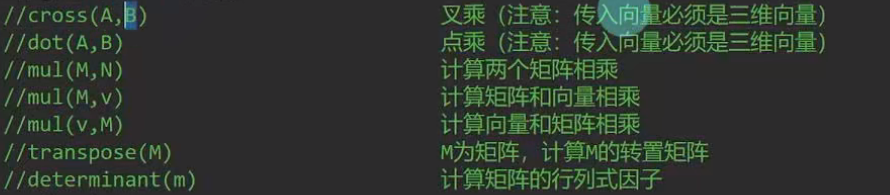 //cross(A,B) 叉乘（注意：传入向量必须是三维向量）
//dot(A,B) 点乘（注意：传入向量必须是三维向量）
//mul(M,N) 计算两个矩阵相乘
//mul(M,v) 计算矩阵和向量相乘
//mul(v,M) 计算向量和矩阵相乘
//transpose(M) M为矩阵，计算M的转置矩阵
//determinant(m) 计算矩阵的行列式因子